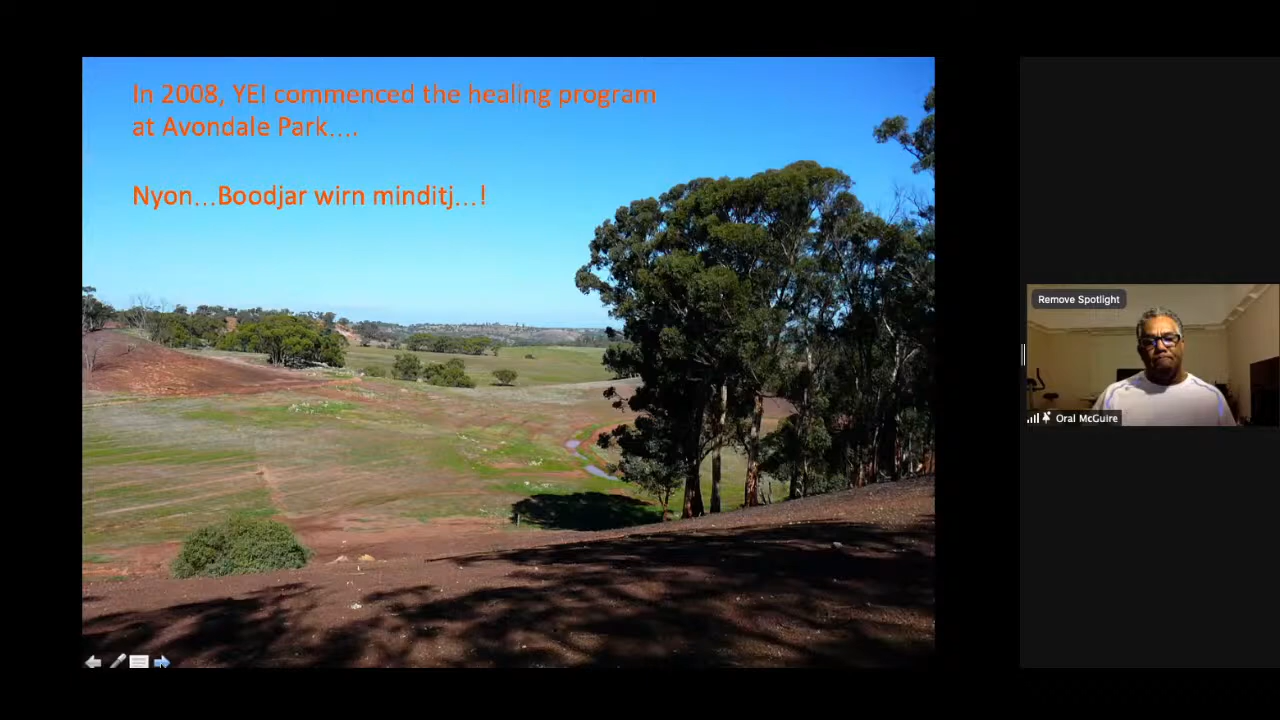 In 2008, YEI commenced the healing program
at Avondale Park....
Nyon...Boodjar wirn minditj...!
Remove Spotlight
Oral McGuire